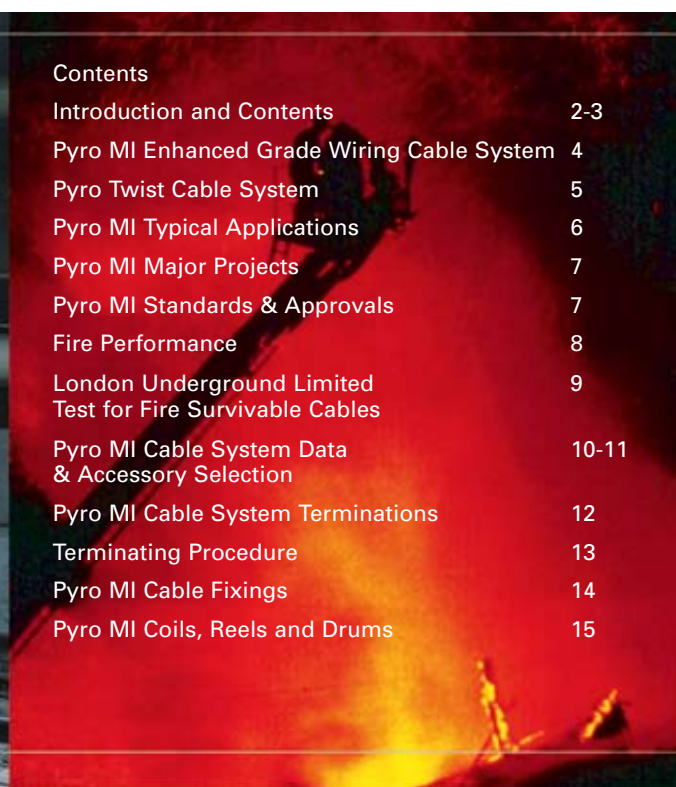 Contents
Introduction and Contents 2-3
Pyro MI Enhanced Grade Wiring Cable System 4
Pyro Twist Cable System 5
Pyro MI Typical Applications 6
Pyro MI Major Projects 7
Pyro MI Standards & Approvals 7
Fire Performance 8
London Underground Limited 9
Test for Fire Survivable Cables
Pyro MI Cable System Data 10-11
& Accessory Selection
Pyro MI Cable System Terminations 12
Terminating Procedure 13
Pyro MI Cable Fixings 14
Pyro MI Coils, Reels and Drums 15